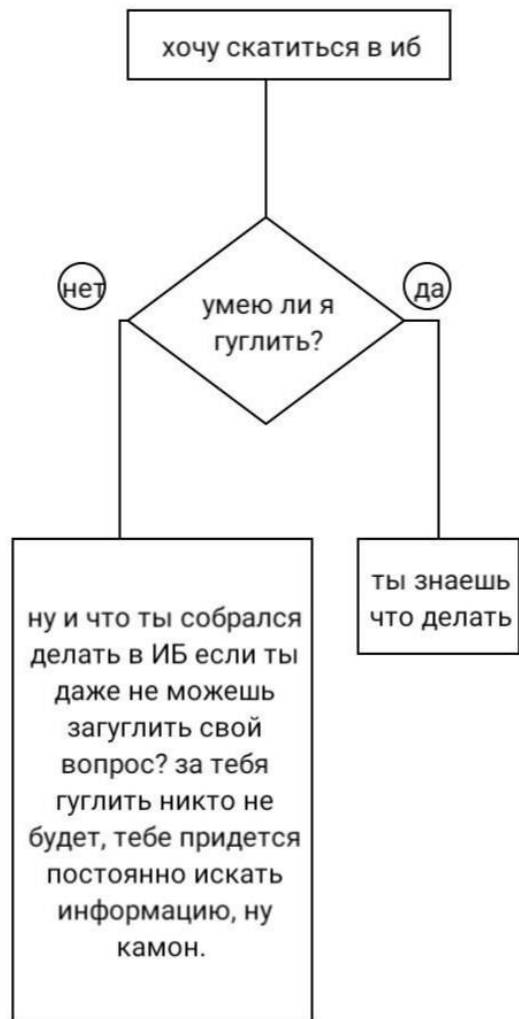 хочу скатиться в иб
нет
да
умею ли я
гуглить?
ну и что ты собрался
делать в ИБ если ты
даже не можешь
загуглить свой
вопрос? за тебя
гуглить никто не
будет, тебе придется
постоянно искать
информацию, ну
камон.
ты знаешь
что делать